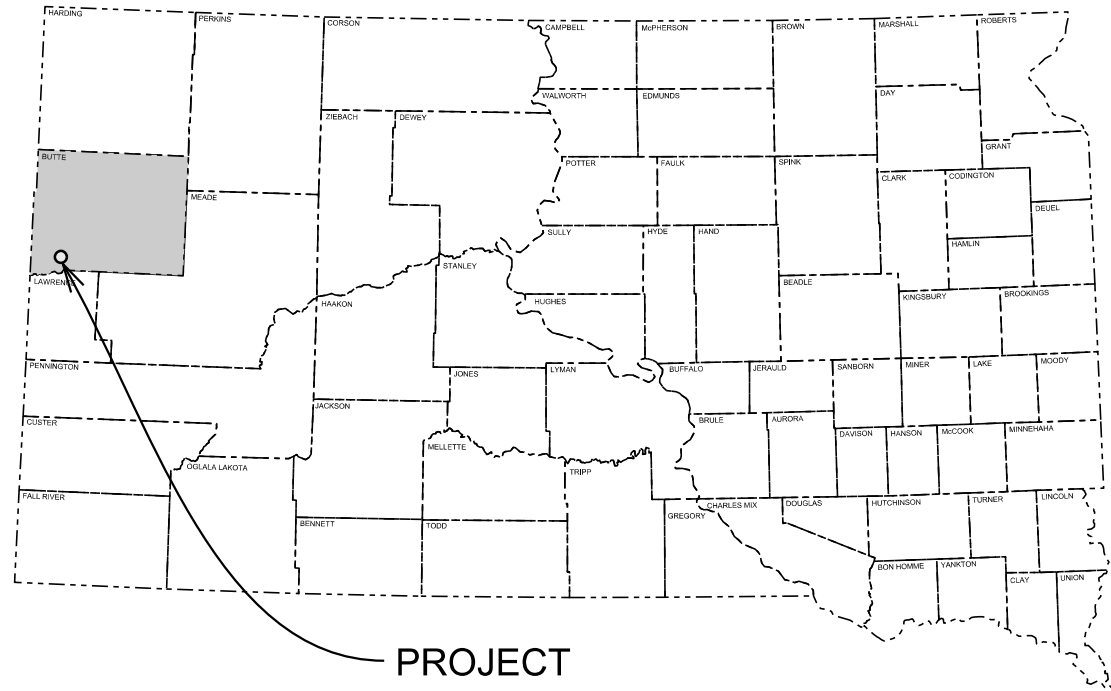 HARDING
PERKINS
CORSON
CAMPBELL
McPHERSON
BROWN
MARSHALL
ROBERTS
WALWORTH
EDMUNDS
DAY
ZIEBACH
DEWEY
GRANT
BUTTE
POTTER
FAULK
SPINK
CLARK
CODINGTON
MEADE
DEUEL
SULLY
HYDE
HAND
HAMLIN
STANLEY
LAWRENCE
BEADLE
HAAKON
HUGHES
KINGSBURY
BROOKINGS
PENNINGTON
JONES
LYMAN
BUFFALO
JERAULD
SANBORN
MINER
LAKE
MOODY
JACKSON
CUSTER
BRULE
AURORA
MELLETTE
DAVISON
HANSON
McCOOK
MINNEHAHA
OGLALA LAKOTA
TRIPP
FALL RIVER
GREGORY
CHARLES MIX
DOUGLAS
HUTCHINSON
TURNER
LINCOLN
BENNETT
TODD
BON HOMME
YANKTON
CLAY
UNION
PROJECT